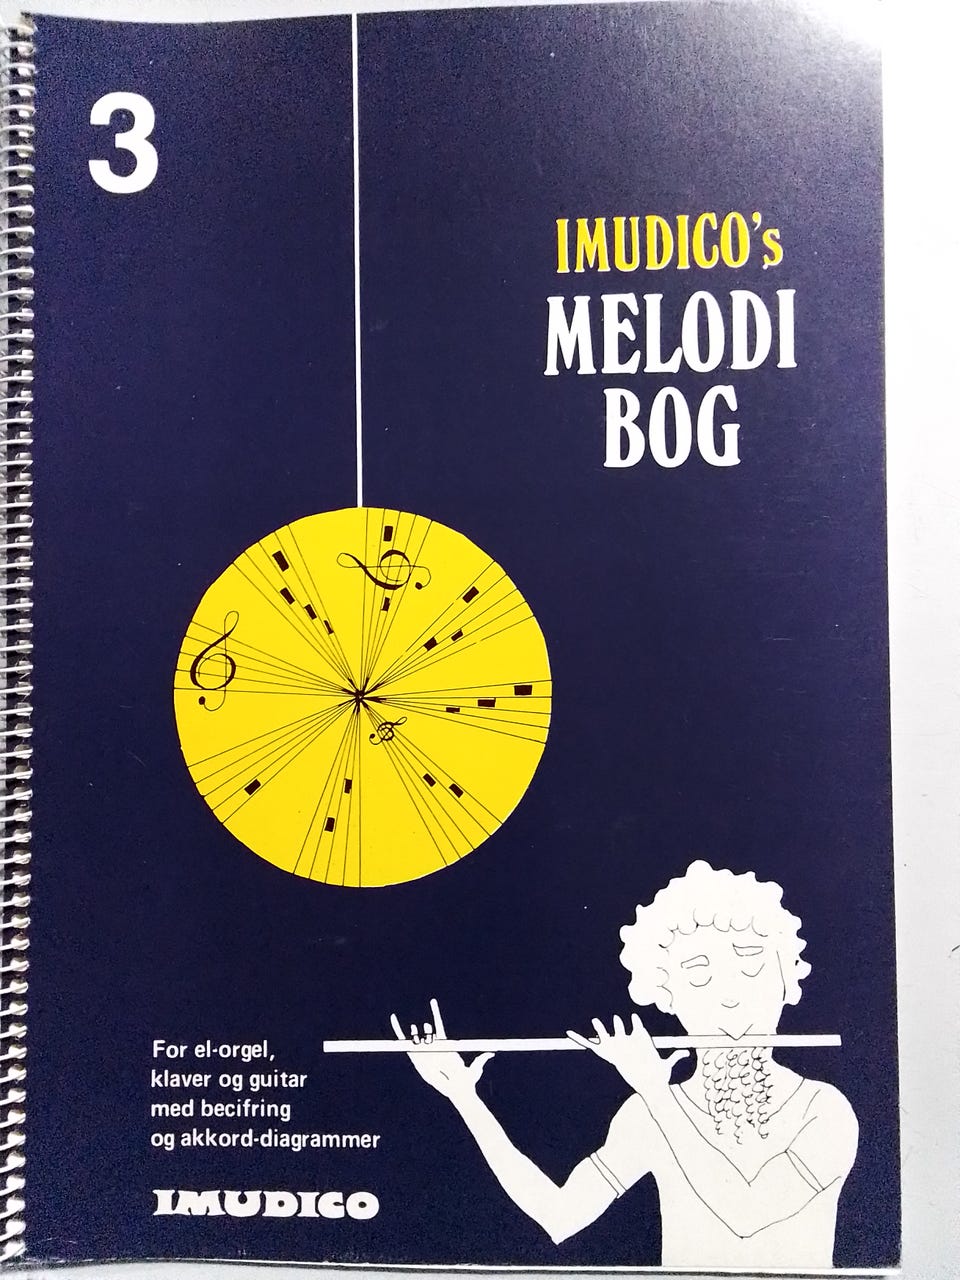 3
IMUDICO's
MELODI
BOG
For el-orgel,
klaver og guitar
med becifring
og akkord-diagrammer
IMUDICO